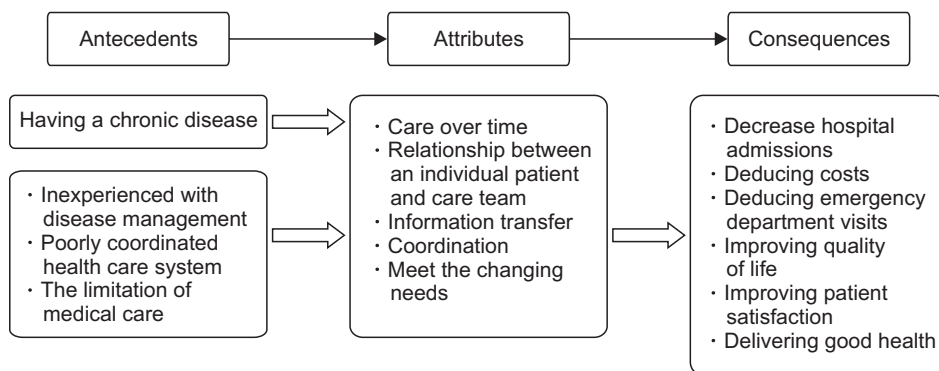 Antecedents
Attributes
Consequences
Having a chronic disease
· Inexperienced with
disease management
· Poorly coordinated
health care system
· The limitation of
medical care
· Care over time
· Relationship between
an individual patient
and care team
· Information transfer
· Coordination
· Meet the changing
needs
· Decrease hospital
admissions
· Deducing costs
· Deducing emergency
department visits
· Improving quality
of life
· Improving patient
satisfaction
· Delivering good health